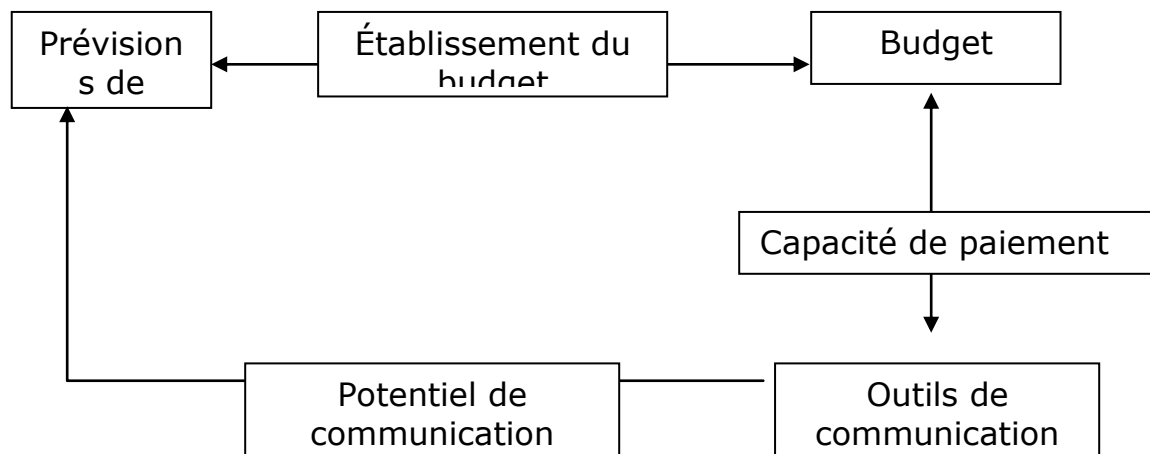 Prévision
s de
Établissement du
budget
Budget
Capacité de paiement
Potentiel de
communication
Outils de
communication